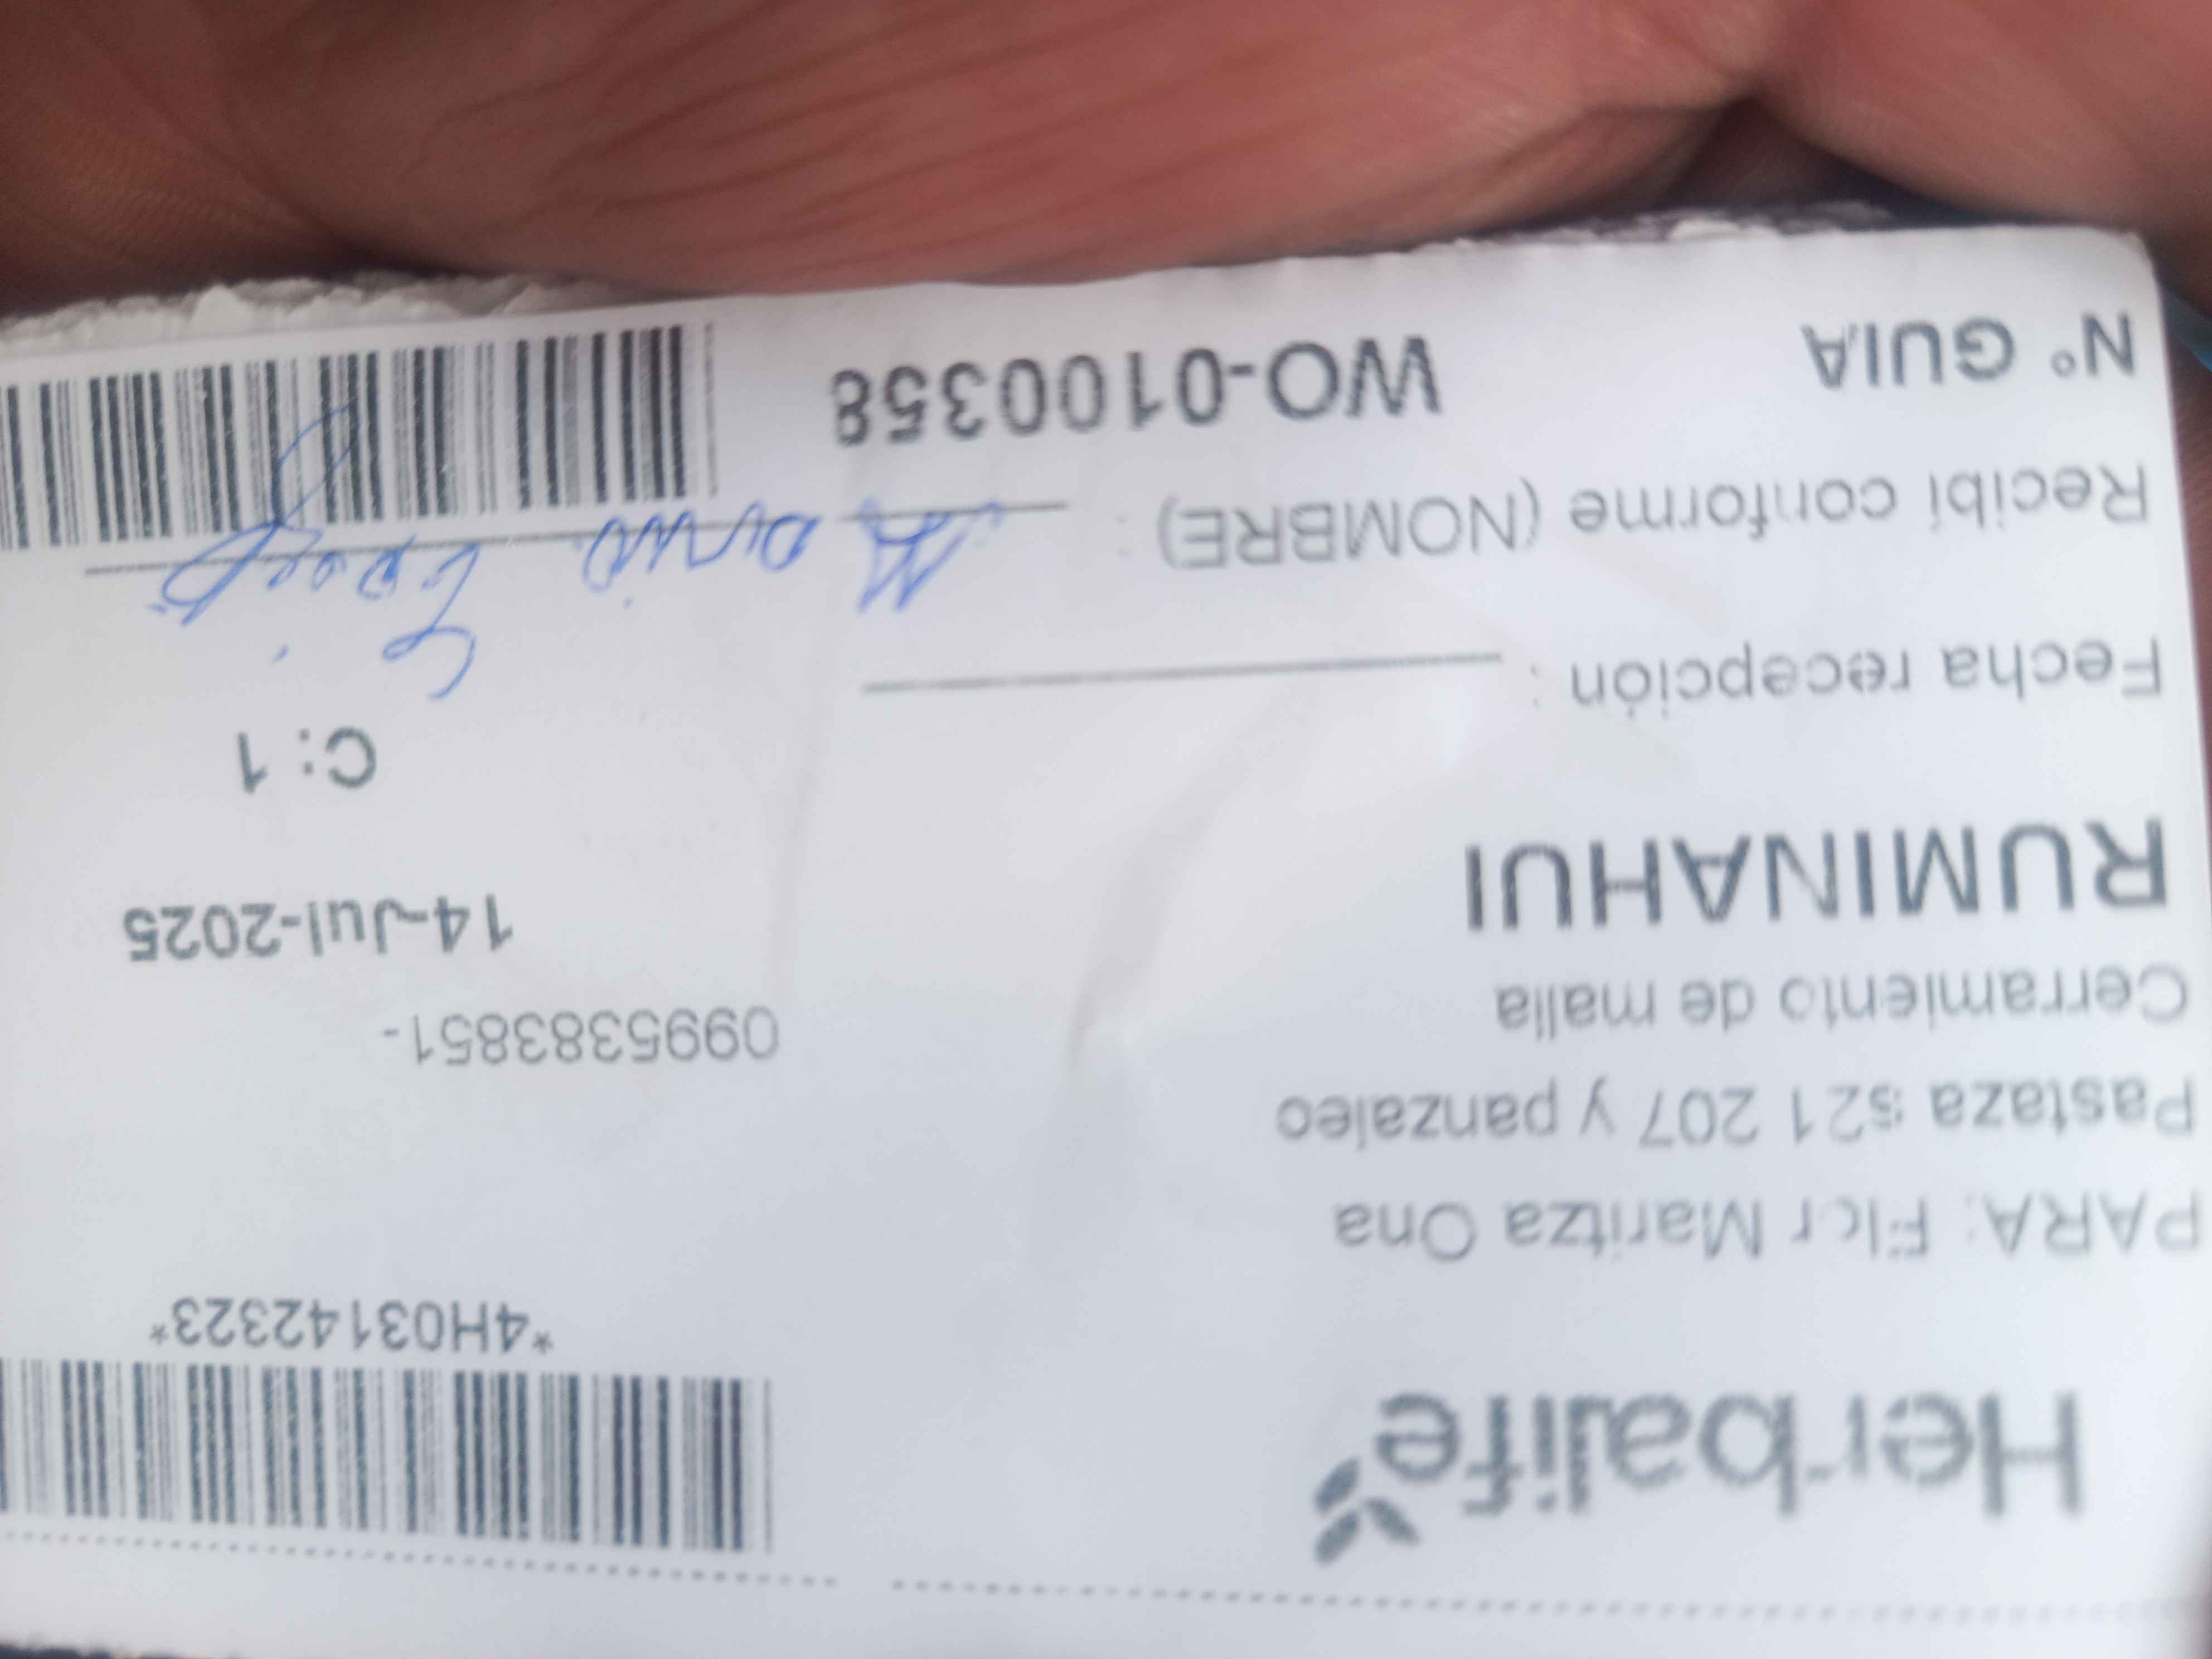 Herbalife
*4H03142323*
PARA: Flor Maritza Ona
Pastaza s21 207 y panzaleo
0995383851-
Cerramiento de malla
RUMINAHUI
14-Jul-2025
C: 1
Fecha recepción :
Recibí conforme (NOMBRE) :
N° GUIA WO-0100358